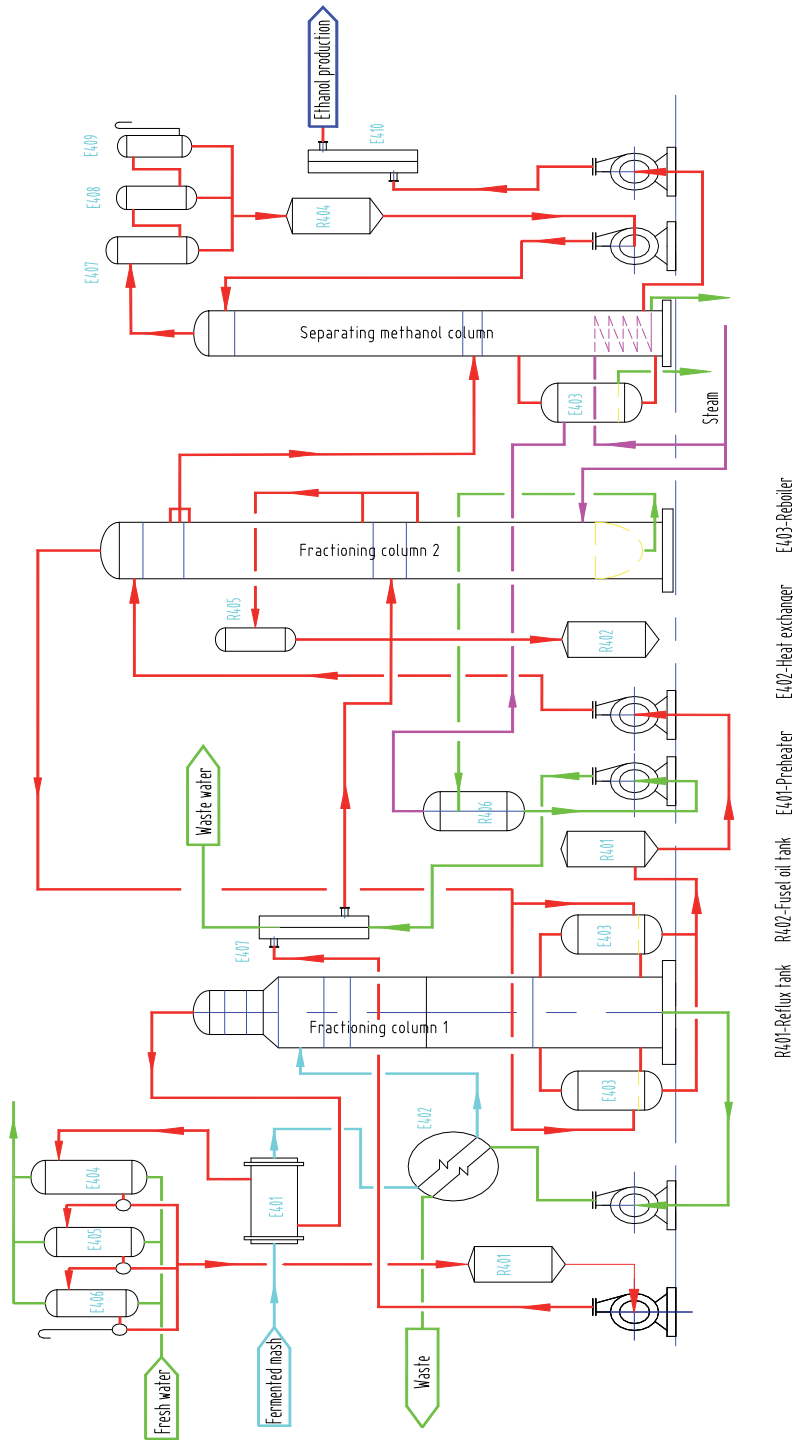 Ethanol production
E409
E408
E407
E410
R404
Separating methanol column
E403
Steam
Fractioning column 2
R405
R402
Waste water
R406
R401
E407
E403
Fractioning column 1
E403
E402
E404
E405
E406
E401
R401
Fresh water
Fermented mash
Waste
R401-Reflux tank R402-Fusel oil tank E401-Preheater E402-Heat exchanger E403-Reboiler